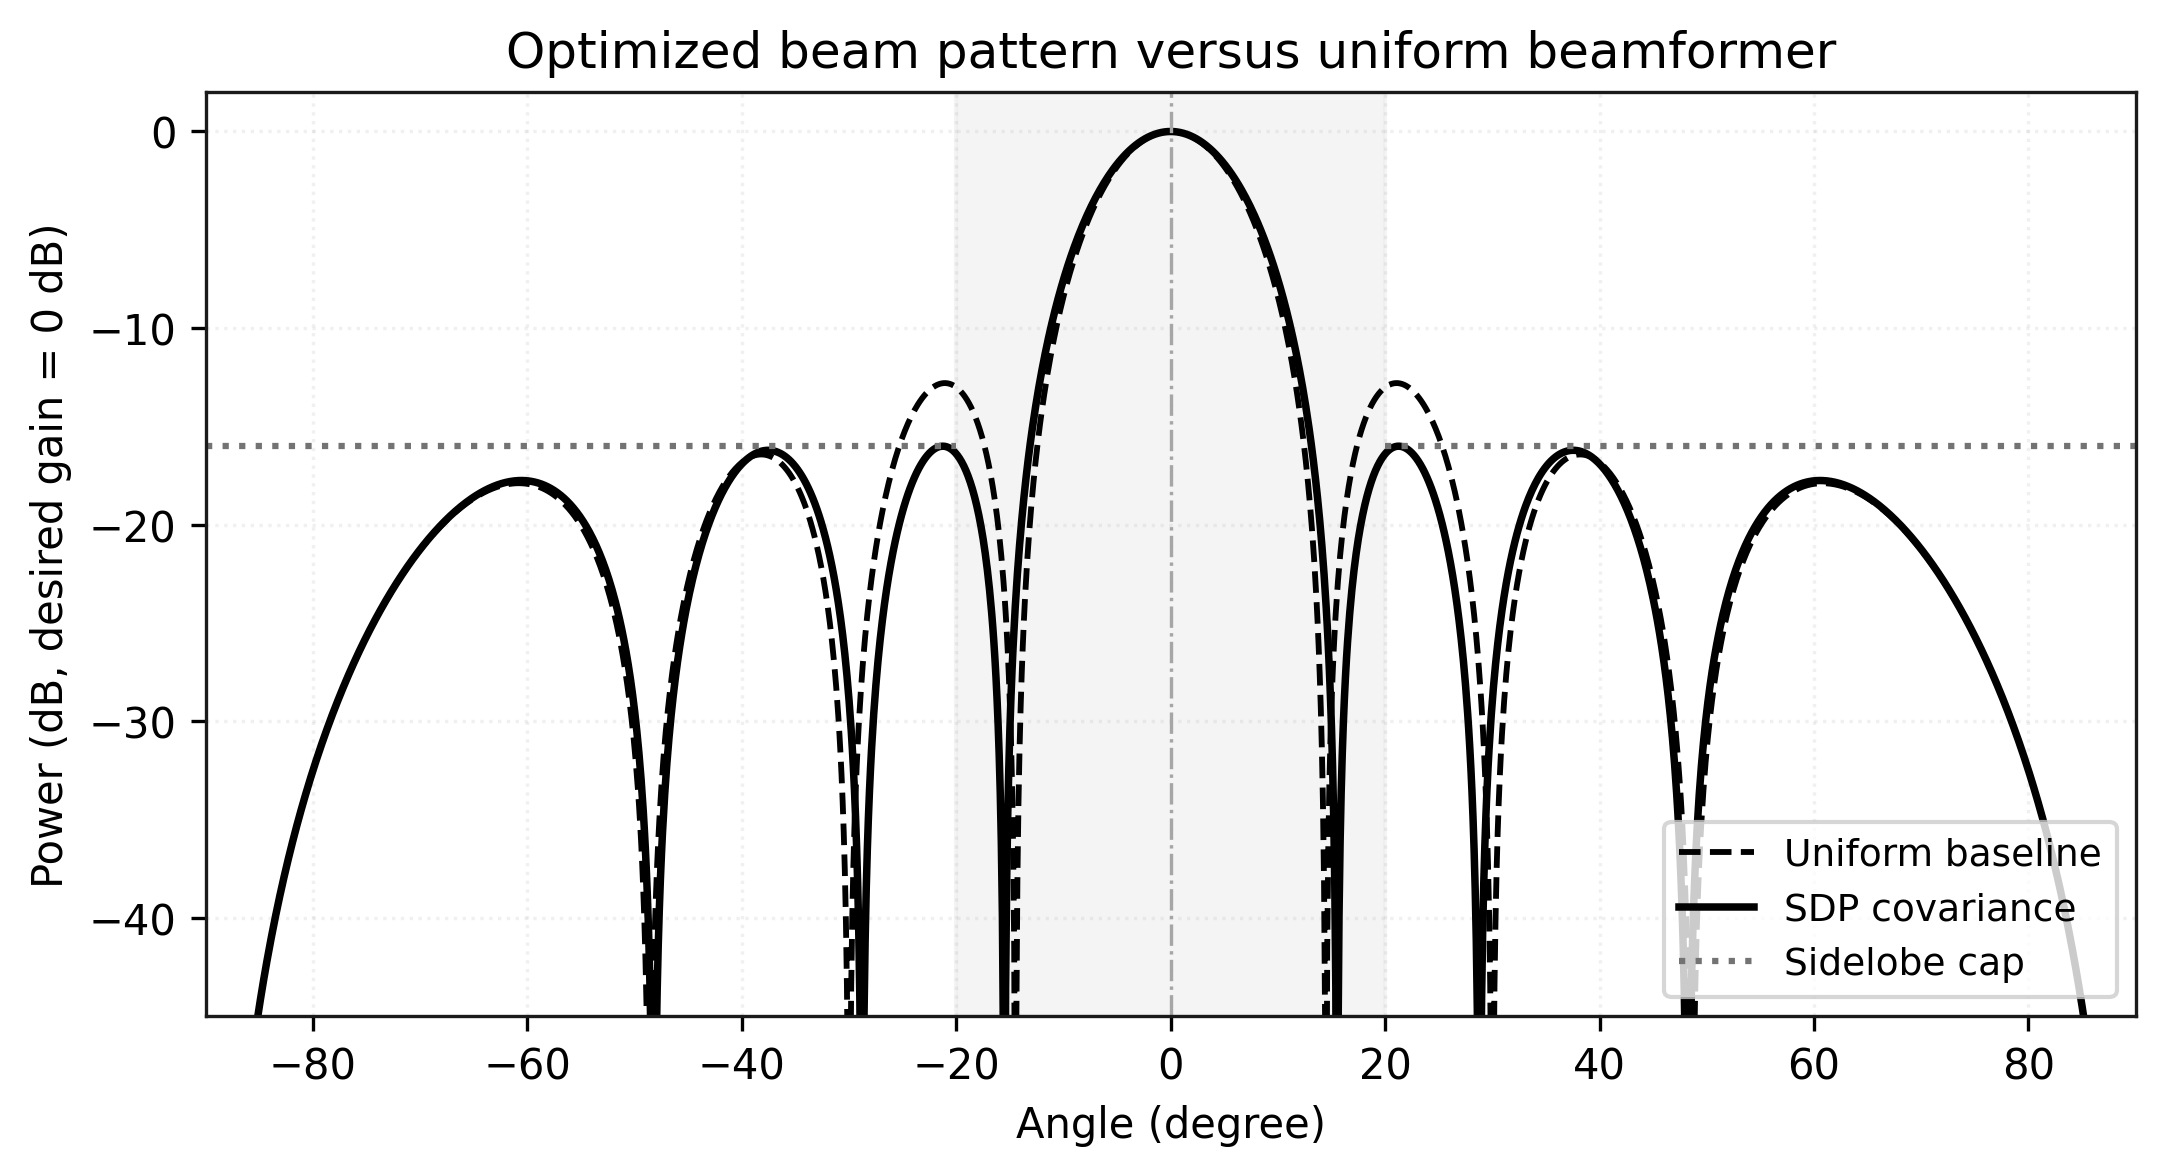 Optimized beam pattern versus uniform beamformer
Power (dB, desired gain = 0 dB)
0
−10
−20
−30
−40
Uniform baseline
SDP covariance
Sidelobe cap
−80 −60 −40 −20 0 20 40 60 80
Angle (degree)